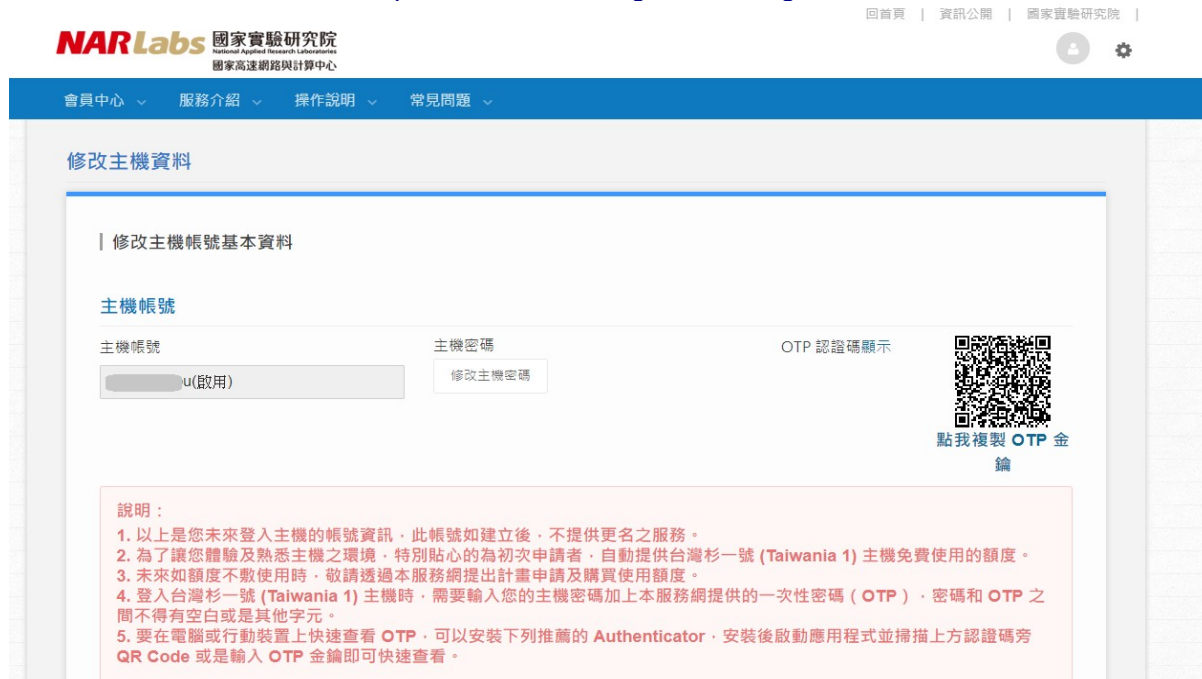 回首頁 | 資訊公開 | 國家實驗研究院 |
NARLabs 國家實驗研究院
National Applied Research Laboratories
國家高速網路與計算中心
會員中心 服務介紹 操作說明 常見問題
修改主機資料
修改主機帳號基本資料
主機帳號
主機帳號 主機密碼 OTP 認證碼顯示
u(啟用) 修改主機密碼
點我複製 OTP 金
鑰
說明：
1. 以上是您未來登入主機的帳號資訊，此帳號如建立後，不提供更名之服務。
2. 為了讓您體驗及熟悉主機之環境，特別貼心的為初次申請者，自動提供台灣杉一號 (Taiwania 1) 主機免費使用的額度。
3. 未來如額度不敷使用時，敬請透過本服務網提出計畫申請及購買使用額度。
4. 登入台灣杉一號 (Taiwania 1) 主機時，需要輸入您的主機密碼加上本服務網提供的一次性密碼（OTP），密碼和 OTP 之
間不得有空白或是其他字元。
5. 要在電腦或行動裝置上快速查看 OTP，可以安裝下列推薦的 Authenticator，安裝後啟動應用程式並掃描上方認證碼旁
QR Code 或是輸入 OTP 金鑰即可快速查看。